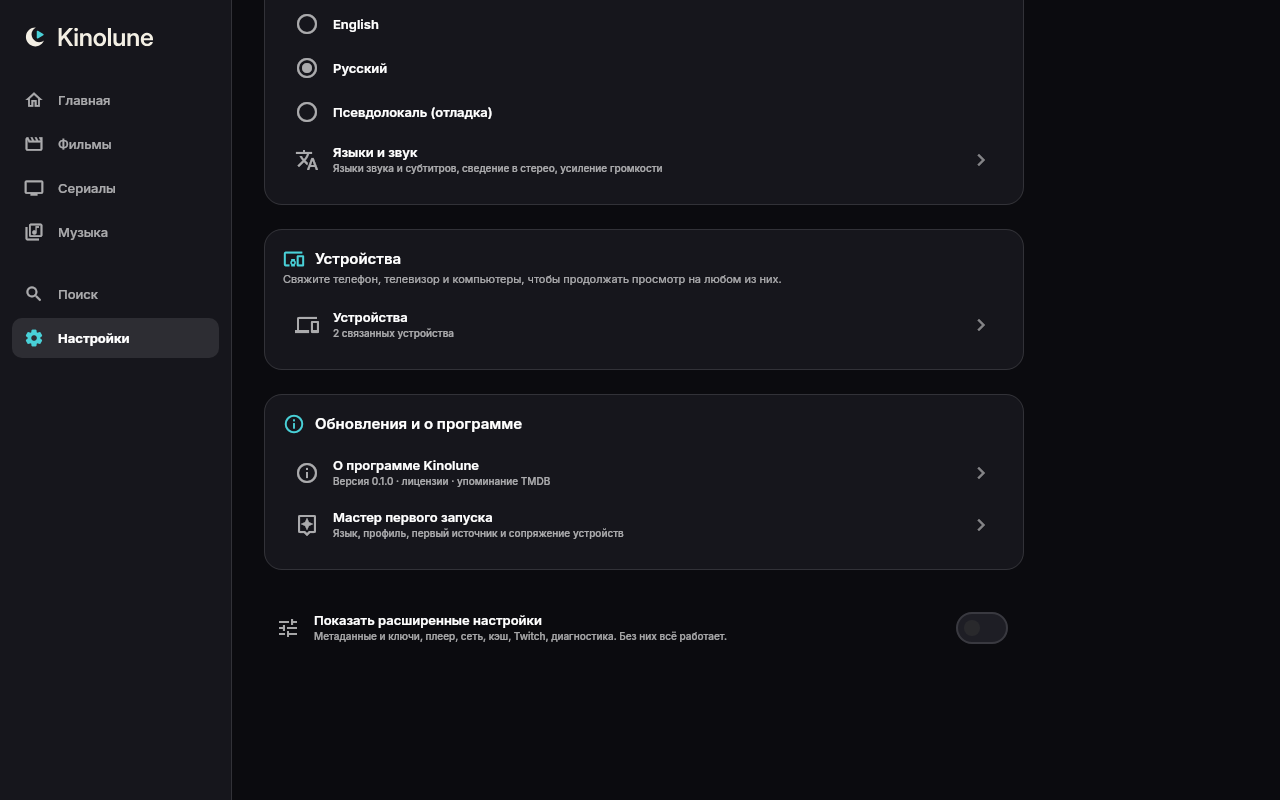 Kinolune
Главная
Фильмы
Сериалы
Музыка
Поиск
Настройки
English
Русский
Псевдолокаль (отладка)
Языки и звук
Языки звука и субтитров, сведение в стерео, усиление громкости
Устройства
Свяжите телефон, телевизор и компьютеры, чтобы продолжать просмотр на любом из них.
Устройства
2 связанных устройства
Обновления и о программе
О программе Kinolune
Версия 0.1.0 · лицензии · упоминание TMDB
Мастер первого запуска
Язык, профиль, первый источник и сопряжение устройств
Показать расширенные настройки
Метаданные и ключи, плеер, сеть, кэш, Twitch, диагностика. Без них всё работает.